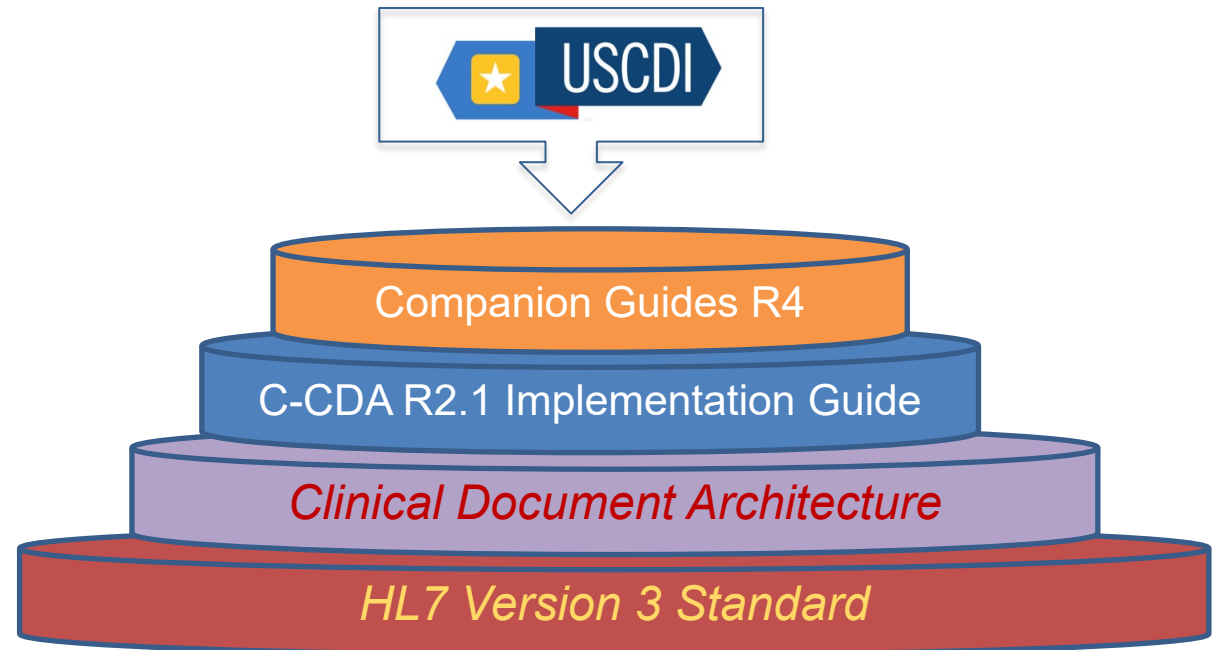 USCDI
Companion Guides R4
C-CDA R2.1 Implementation Guide
Clinical Document Architecture
HL7 Version 3 Standard